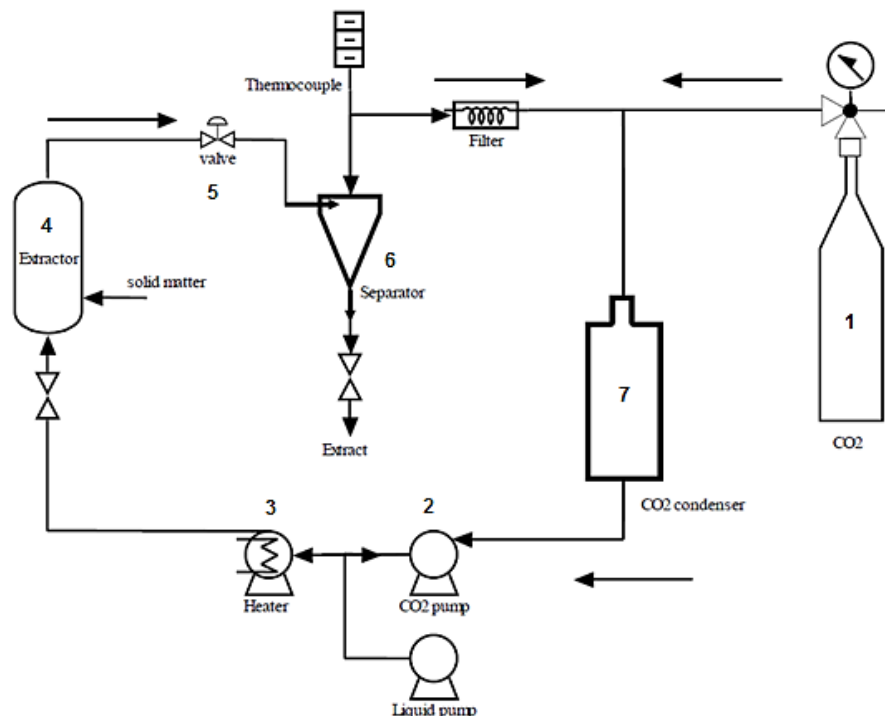 Thermocouple
Filter
valve
5
4
Extractor
solid matter
6
Separator
1
CO2
7
Extract
CO2 condenser
3
2
Heater
CO2 pump
Liquid pump